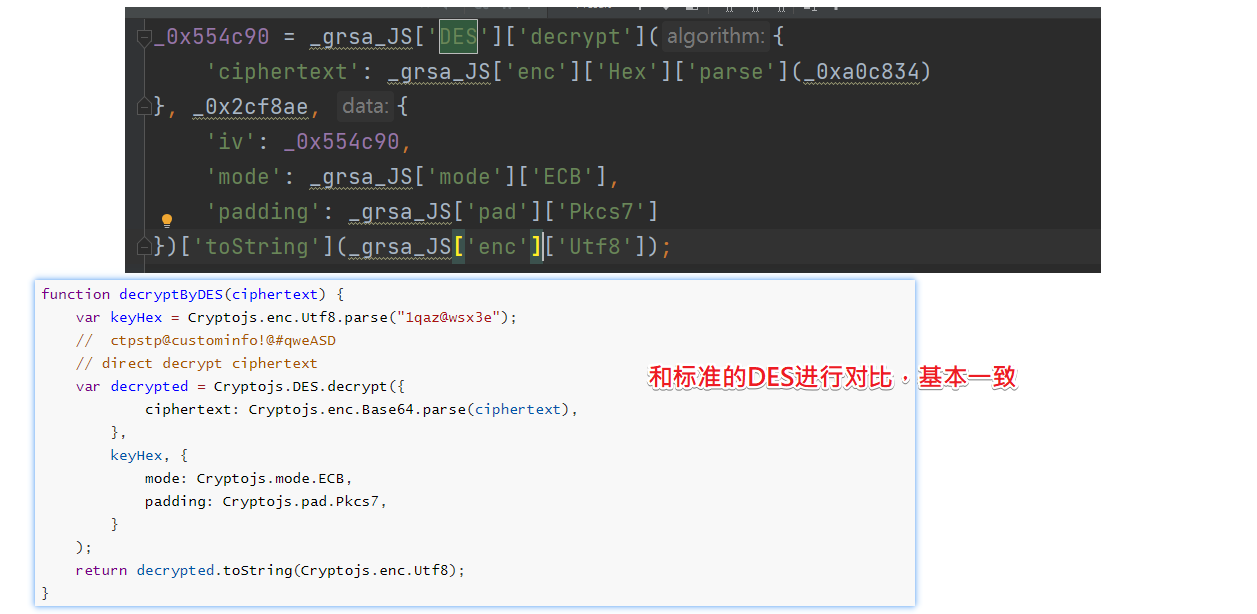 _0x554c90 = _grsa_JS['DES']['decrypt']( algorithm: {
    'ciphertext': _grsa_JS['enc']['Hex']['parse'](_0xa0c834)
}, _0x2cf8ae, data: {
    'iv': _0x554c90,
    'mode': _grsa_JS['mode']['ECB'],
    'padding': _grsa_JS['pad']['Pkcs7']
})['toString'](_grsa_JS['enc']['Utf8']);
function decryptByDES(ciphertext) {
    var keyHex = Cryptojs.enc.Utf8.parse("1qaz@wsx3e");
    //  ctpstp@custominfo!@#qweASD
    // direct decrypt ciphertext
    var decrypted = Cryptojs.DES.decrypt({
            ciphertext: Cryptojs.enc.Base64.parse(ciphertext),
        },
        keyHex, {
            mode: Cryptojs.mode.ECB,
            padding: Cryptojs.pad.Pkcs7,
        }
    );
    return decrypted.toString(Cryptojs.enc.Utf8);
}
和标准的DES进行对比，基本一致